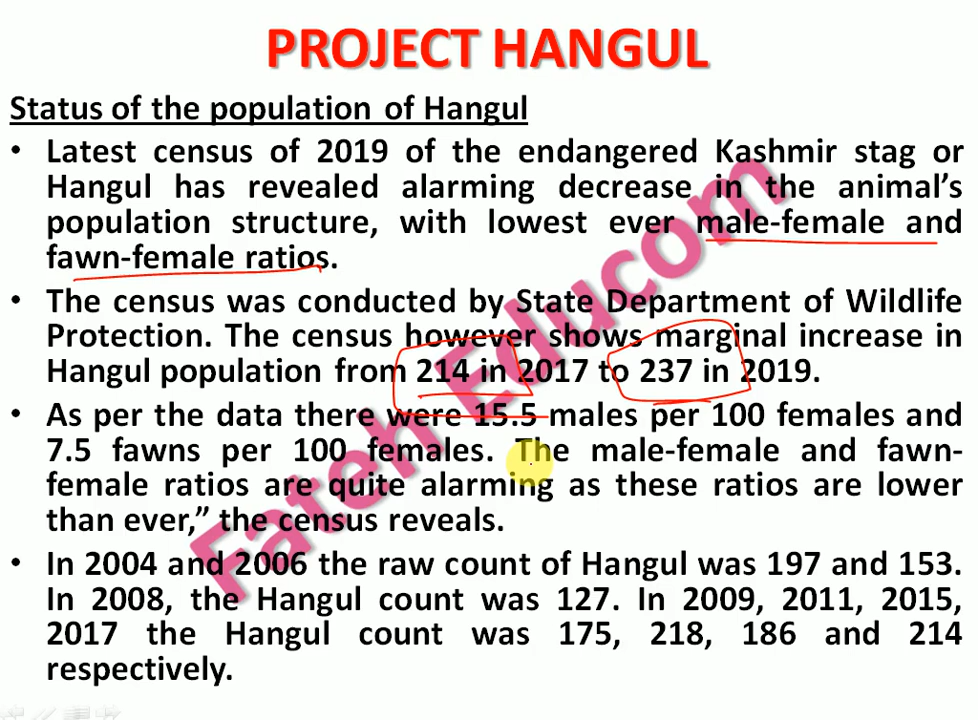 PROJECT HANGUL
Status of the population of Hangul
• Latest census of 2019 of the endangered Kashmir stag or
Hangul has revealed alarming decrease in the animal's
population structure, with lowest ever male-female and
fawn-female ratios.
• The census was conducted by State Department of Wildlife
Protection. The census however shows marginal increase in
Hangul population from 214 in 2017 to 237 in 2019.
• As per the data there were 15.5 males per 100 females and
7.5 fawns per 100 females. The male-female and fawn-
female ratios are quite alarming as these ratios are lower
than ever,” the census reveals.
• In 2004 and 2006 the raw count of Hangul was 197 and 153.
In 2008, the Hangul count was 127. In 2009, 2011, 2015,
2017 the Hangul count was 175, 218, 186 and 214
respectively.
Fateh Educom